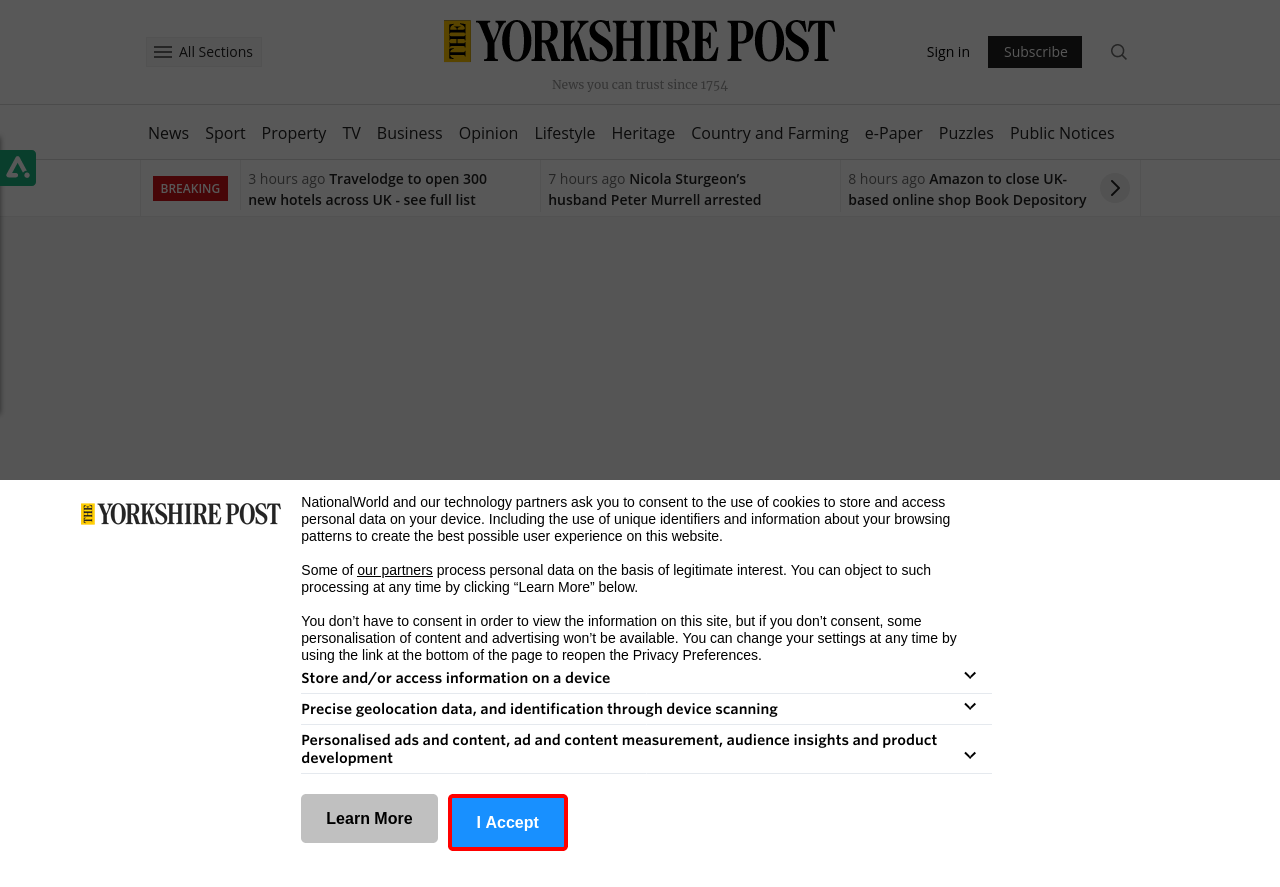 All Sections
THE YORKSHIRE POST
News you can trust since 1754
Sign in
Subscribe
News Sport Property TV Business Opinion Lifestyle Heritage Country and Farming e-Paper Puzzles Public Notices
BREAKING
3 hours ago Travelodge to open 300
new hotels across UK - see full list
7 hours ago Nicola Sturgeon’s
husband Peter Murrell arrested
8 hours ago Amazon to close UK-
based online shop Book Depository
THE YORKSHIRE POST
NationalWorld and our technology partners ask you to consent to the use of cookies to store and access
personal data on your device. Including the use of unique identifiers and information about your browsing
patterns to create the best possible user experience on this website.
Some of our partners process personal data on the basis of legitimate interest. You can object to such
processing at any time by clicking “Learn More” below.
You don’t have to consent in order to view the information on this site, but if you don’t consent, some
personalisation of content and advertising won’t be available. You can change your settings at any time by
using the link at the bottom of the page to reopen the Privacy Preferences.
Store and/or access information on a device
Precise geolocation data, and identification through device scanning
Personalised ads and content, ad and content measurement, audience insights and product
development
Learn More
I Accept